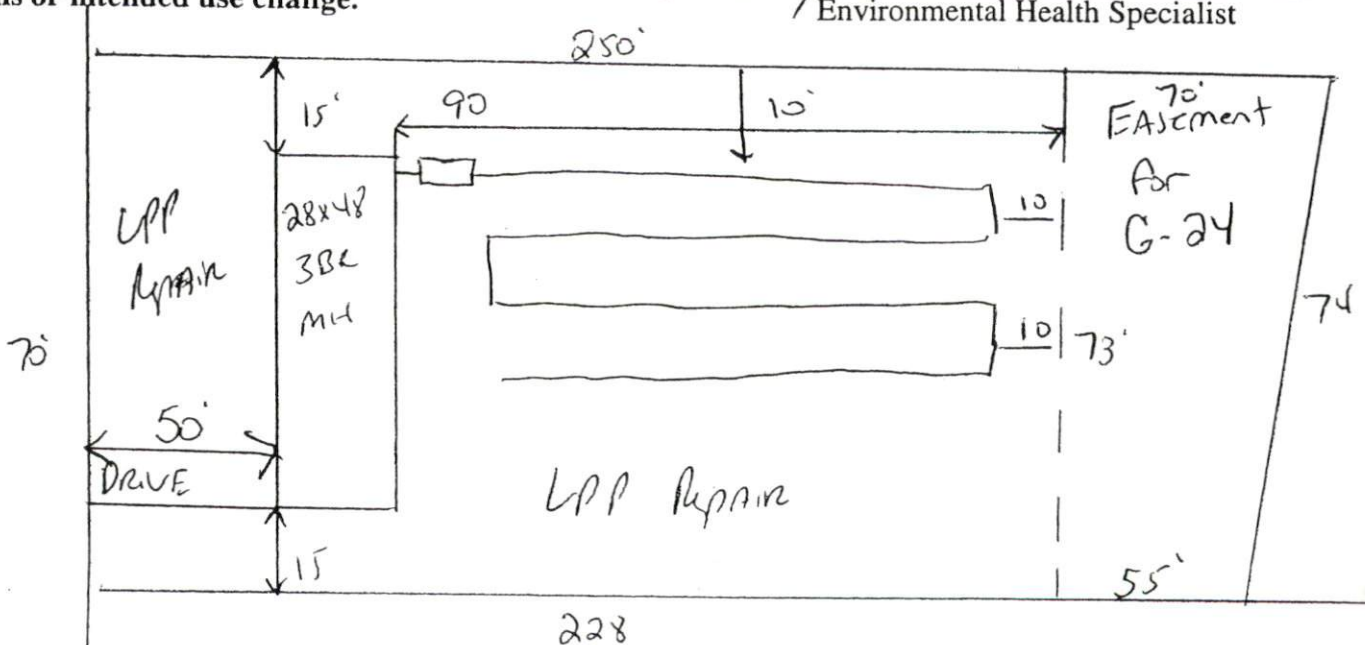 ns or intended use change.
/ Environmental Health Specialist
250'
15'
90
10'
70'
EASEMENT
for
G-24
LPP
REPAIR
28x48
3BR
MH
10
74
70'
10
73'
50'
DRIVE
LPP REPAIR
15
55'
228